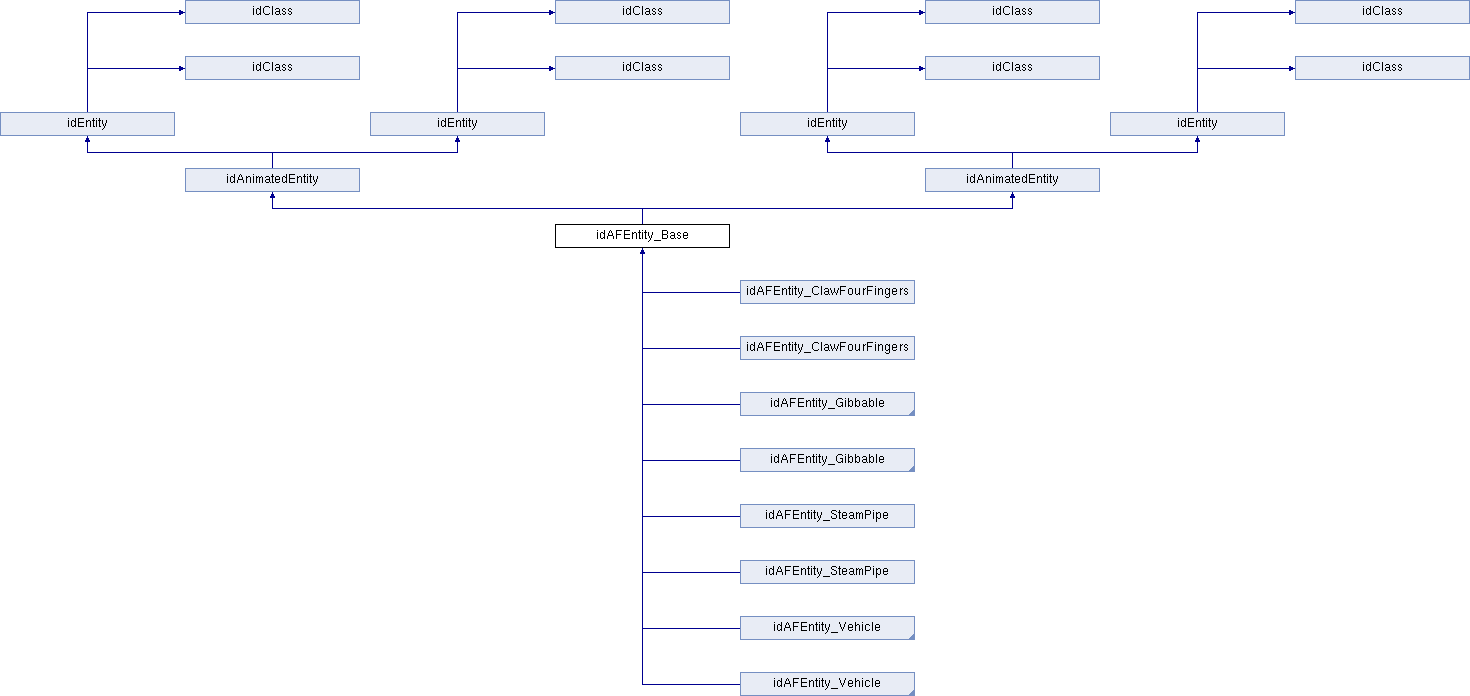 idClass
idClass
idClass
idClass
idClass
idClass
idClass
idClass
idEntity
idEntity
idEntity
idEntity
idAnimatedEntity
idAnimatedEntity
idAFEntity_Base
idAFEntity_ClawFourFingers
idAFEntity_ClawFourFingers
idAFEntity_Gibbable
idAFEntity_Gibbable
idAFEntity_SteamPipe
idAFEntity_SteamPipe
idAFEntity_Vehicle
idAFEntity_Vehicle